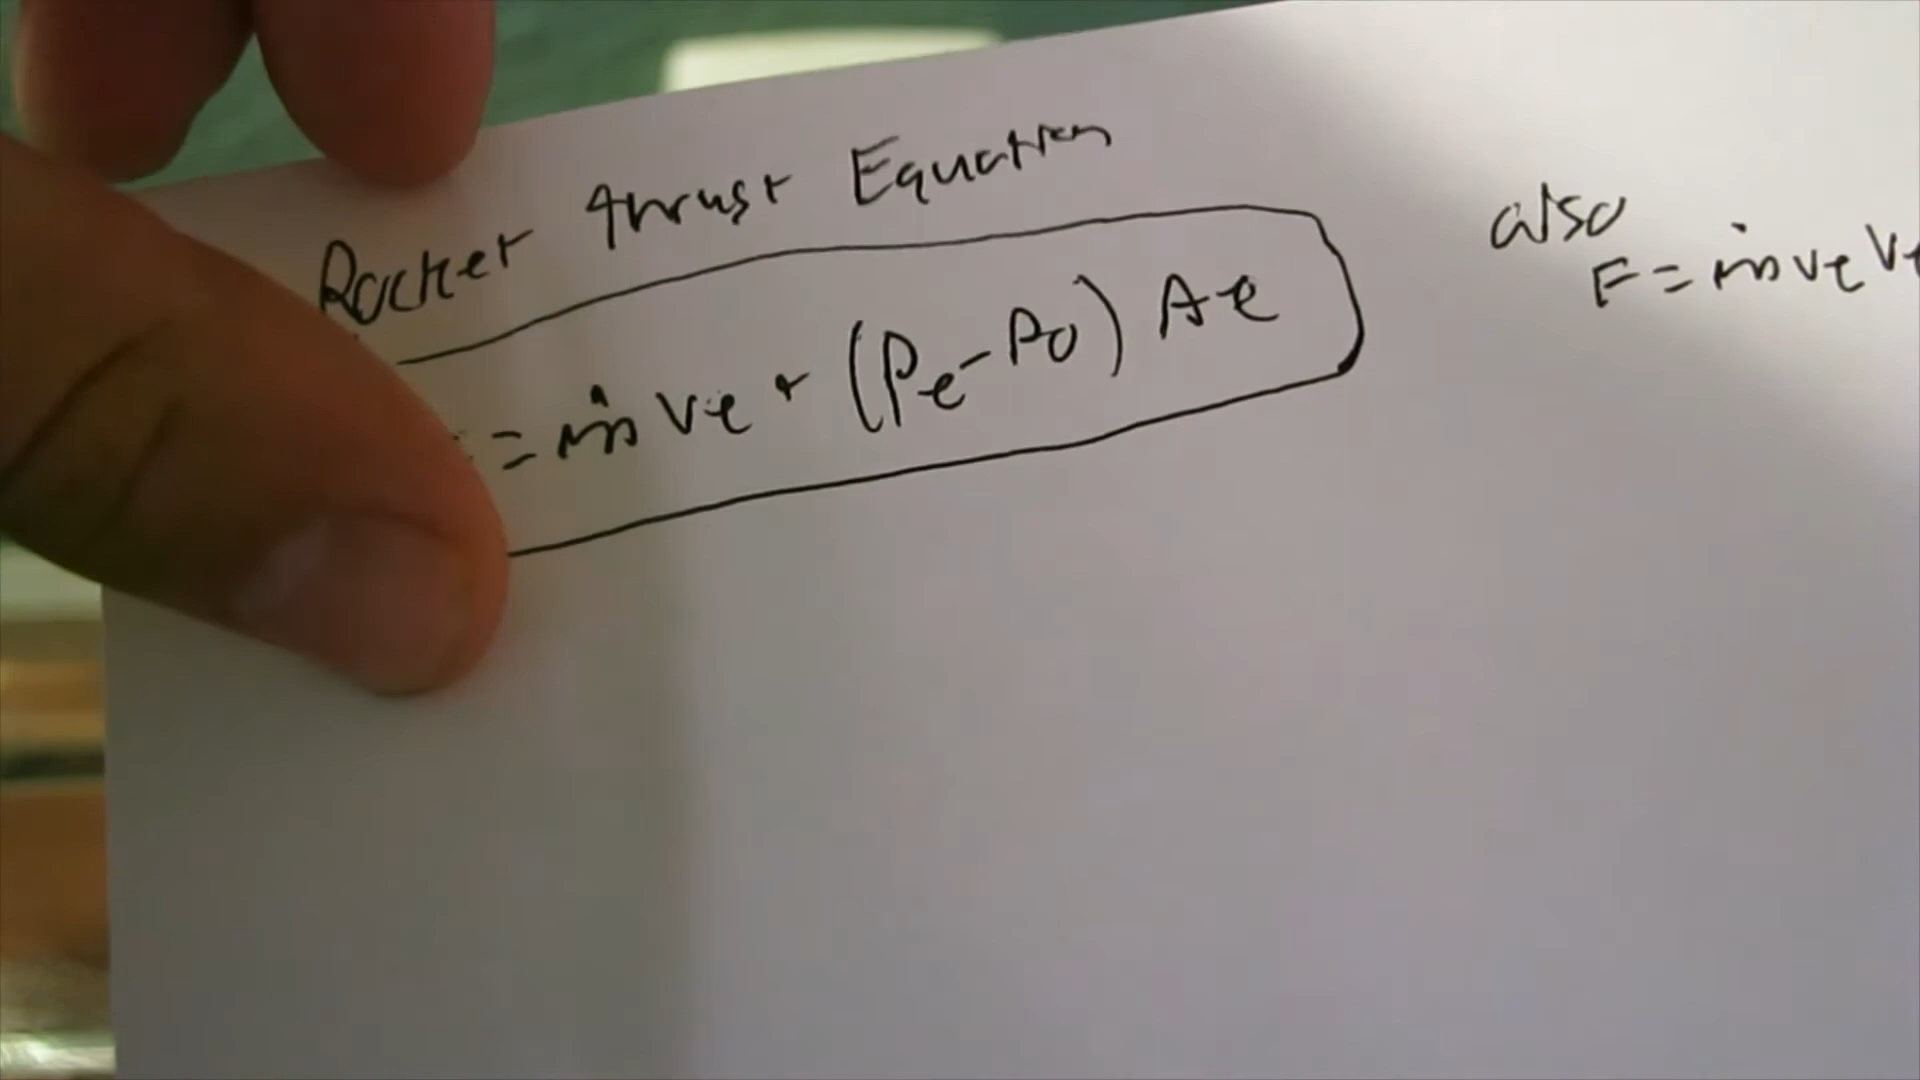 Rocket thrust Equation
= ṁ ve + (Pe - Po) Ae
also
F = ṁ ve